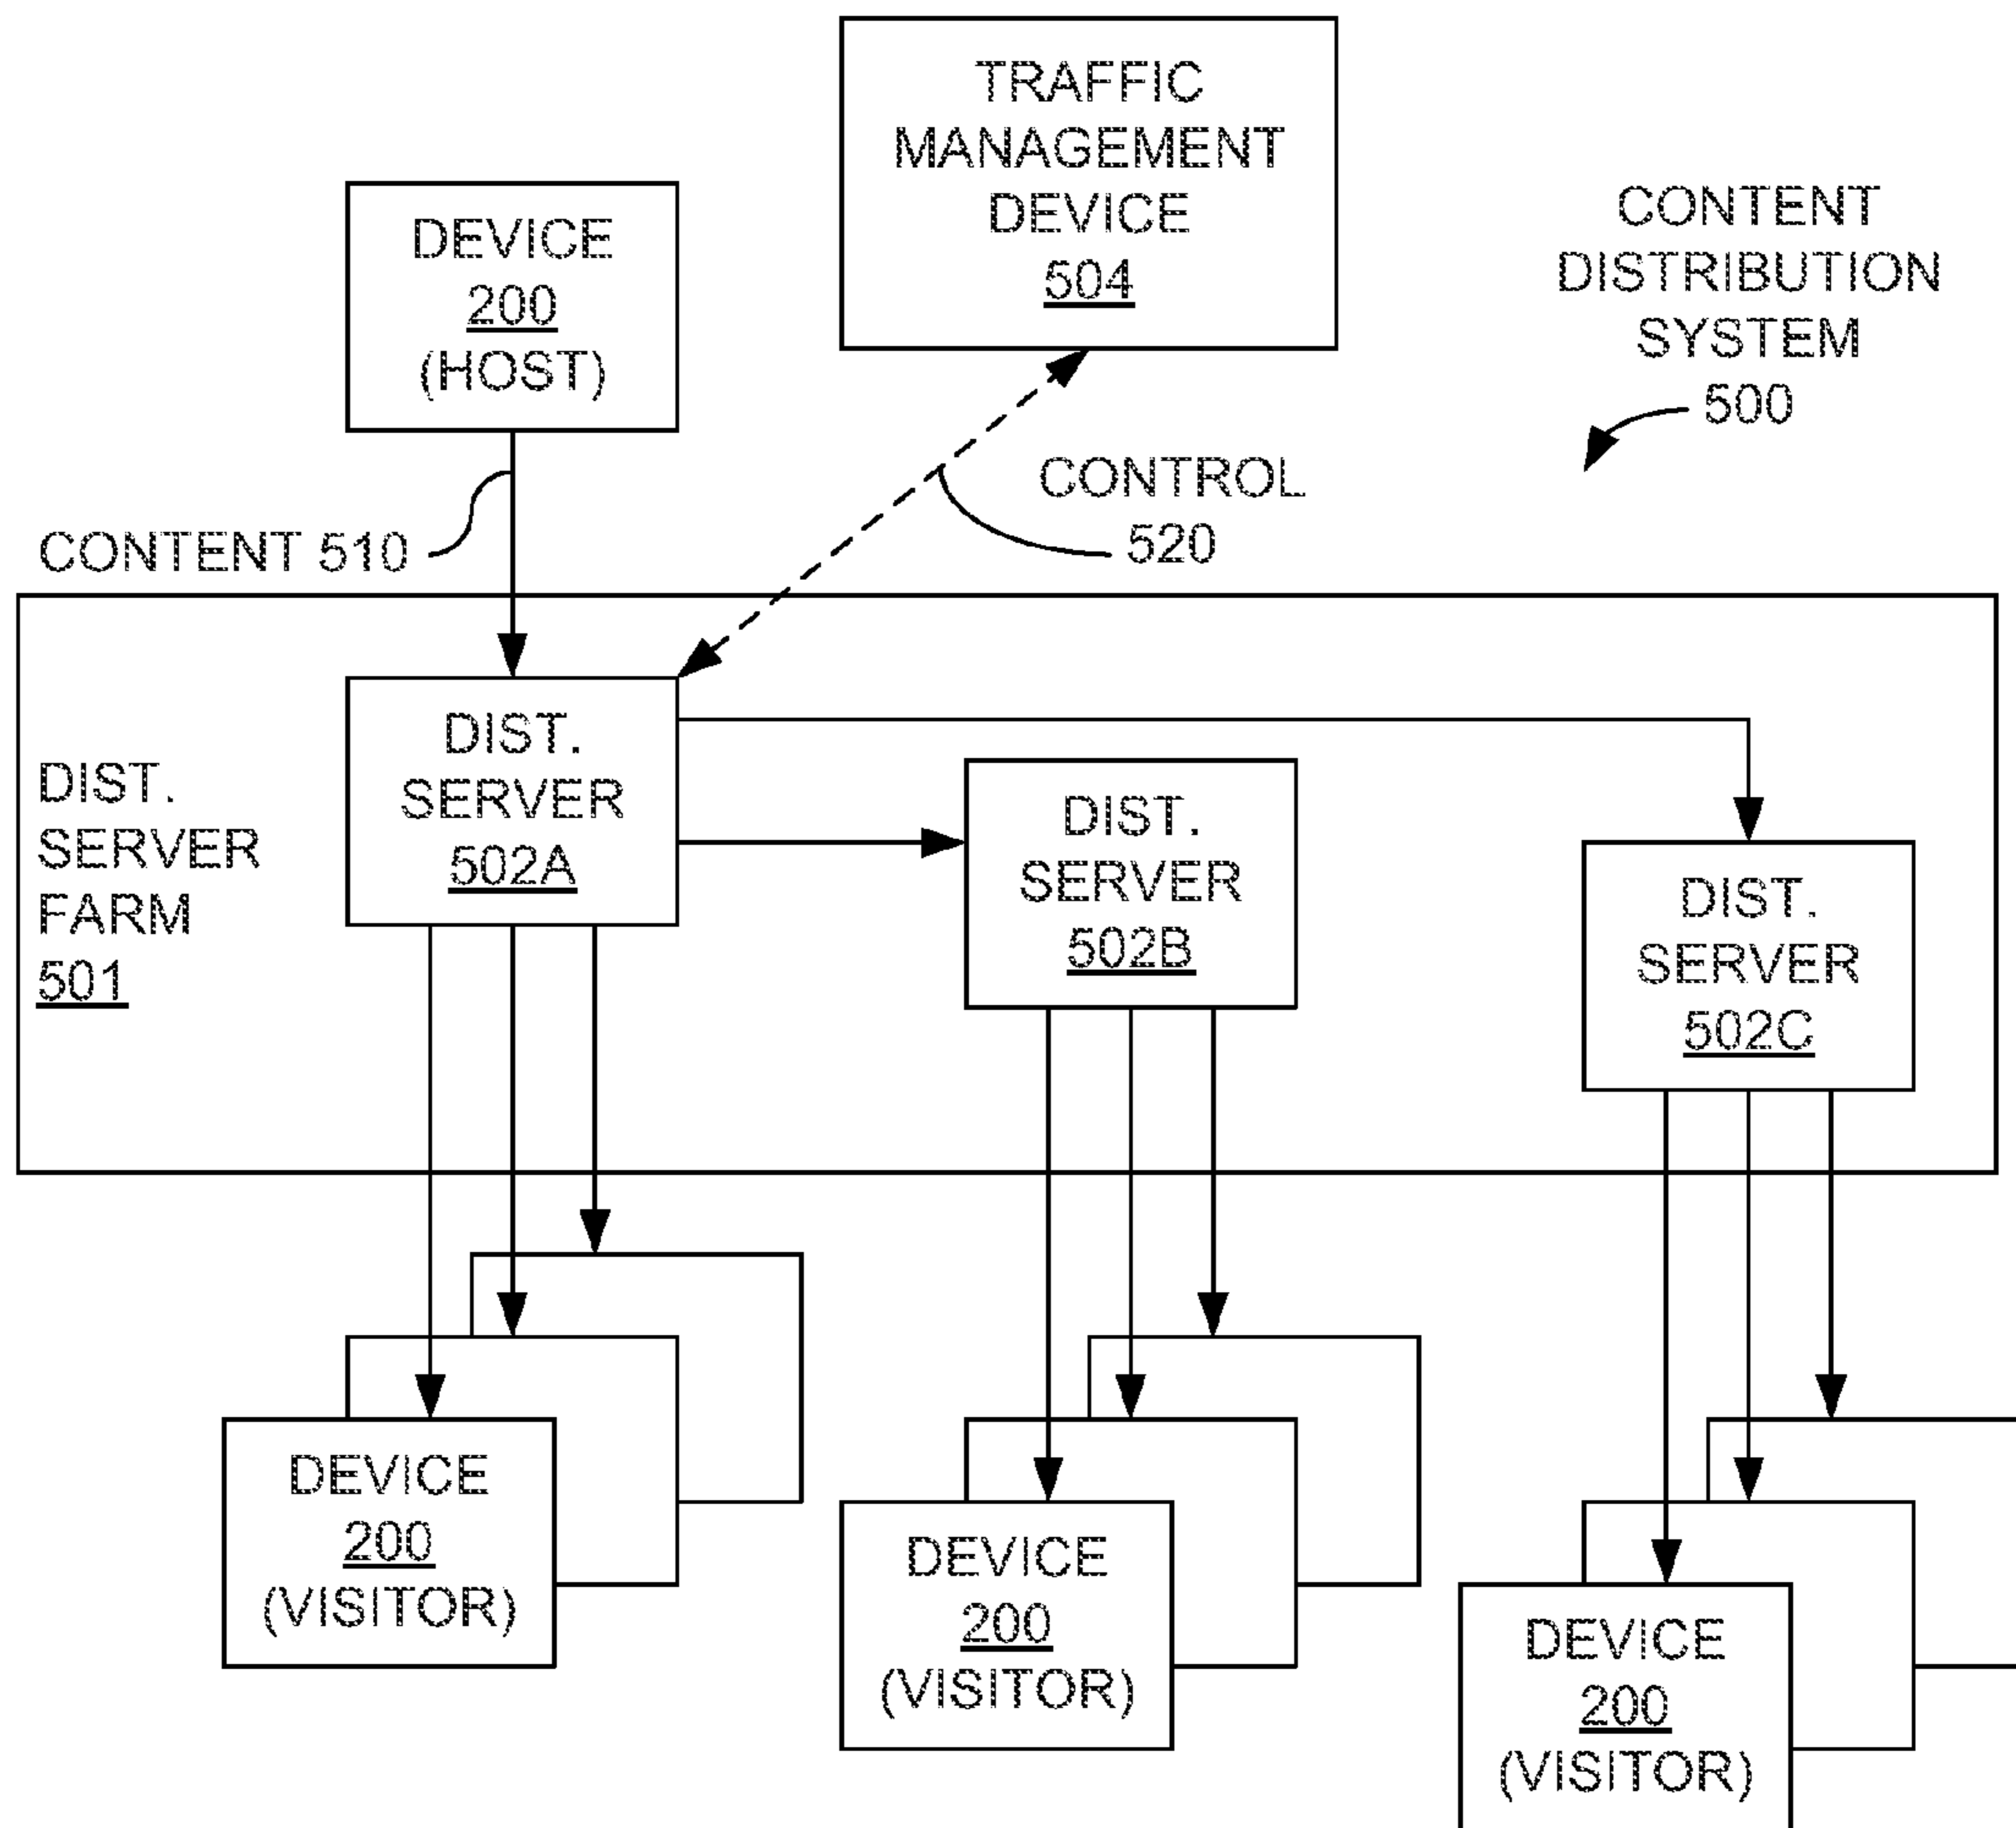 TRAFFIC
MANAGEMENT
DEVICE
504
DEVICE
200
(HOST)
CONTENT
DISTRIBUTION
SYSTEM
500
CONTROL
520
CONTENT 510
DIST.
SERVER
FARM
501
DIST.
SERVER
502A
DIST.
SERVER
502B
DIST.
SERVER
502C
DEVICE
200
(VISITOR)
DEVICE
200
(VISITOR)
DEVICE
200
(VISITOR)